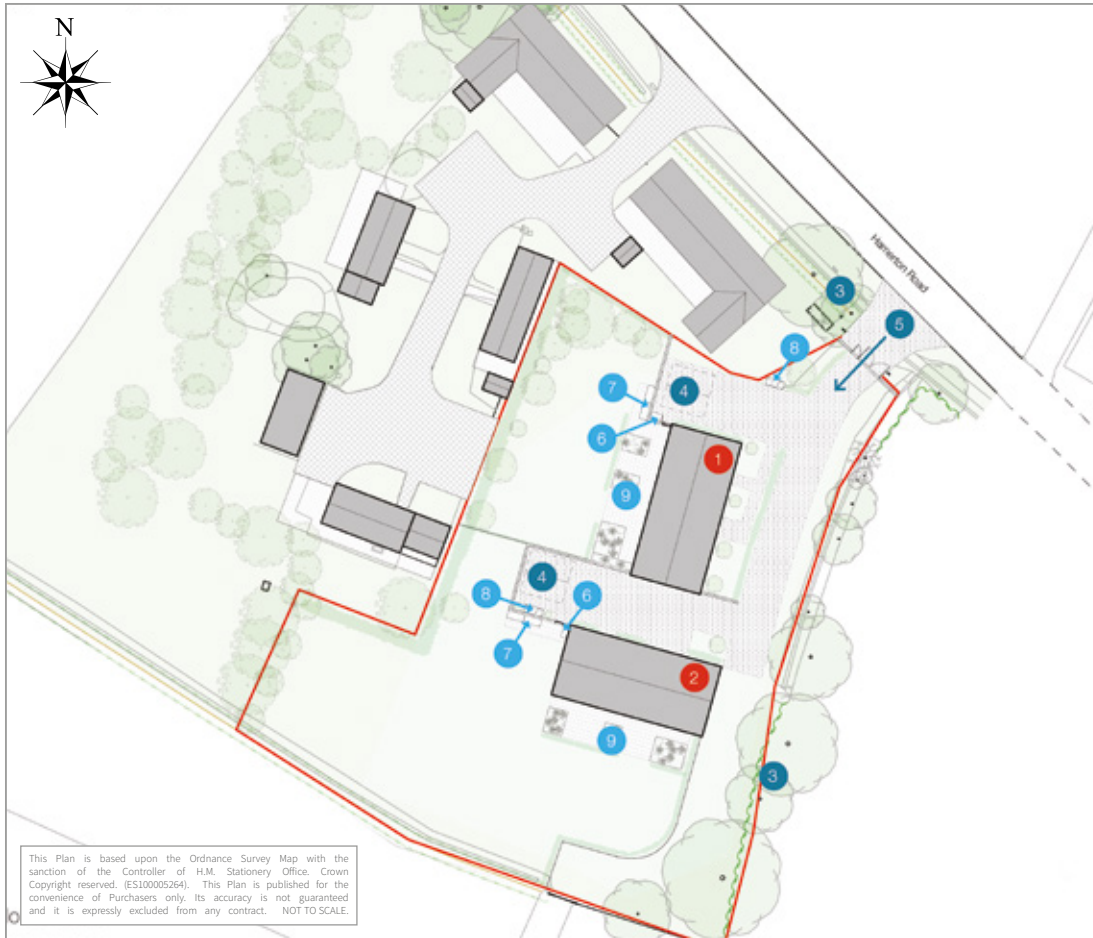 N
Hamerton Road
3
5
8
4
7
6
1
9
4
8
6
7
2
9
3
This Plan is based upon the Ordnance Survey Map with the
sanction of the Controller of H.M. Stationery Office. Crown
Copyright reserved. (ES100005264). This Plan is published for the
convenience of Purchasers only. Its accuracy is not guaranteed
and it is expressly excluded from any contract. NOT TO SCALE.